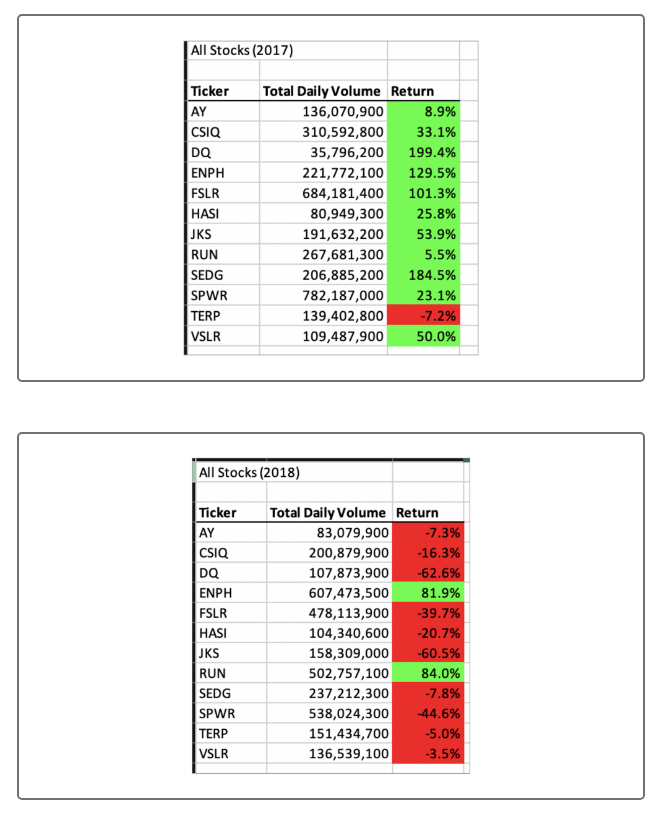 All Stocks (2017)
Ticker Total Daily Volume Return
AY 136,070,900 8.9%
CSIQ 310,592,800 33.1%
DQ 35,796,200 199.4%
ENPH 221,772,100 129.5%
FSLR 684,181,400 101.3%
HASI 80,949,300 25.8%
JKS 191,632,200 53.9%
RUN 267,681,300 5.5%
SEDG 206,885,200 184.5%
SPWR 782,187,000 23.1%
TERP 139,402,800 -7.2%
VSLR 109,487,900 50.0%
All Stocks (2018)
Ticker Total Daily Volume Return
AY 83,079,900 -7.3%
CSIQ 200,879,900 -16.3%
DQ 107,873,900 -62.6%
ENPH 607,473,500 81.9%
FSLR 478,113,900 -39.7%
HASI 104,340,600 -20.7%
JKS 158,309,000 -60.5%
RUN 502,757,100 84.0%
SEDG 237,212,300 -7.8%
SPWR 538,024,300 -44.6%
TERP 151,434,700 -5.0%
VSLR 136,539,100 -3.5%